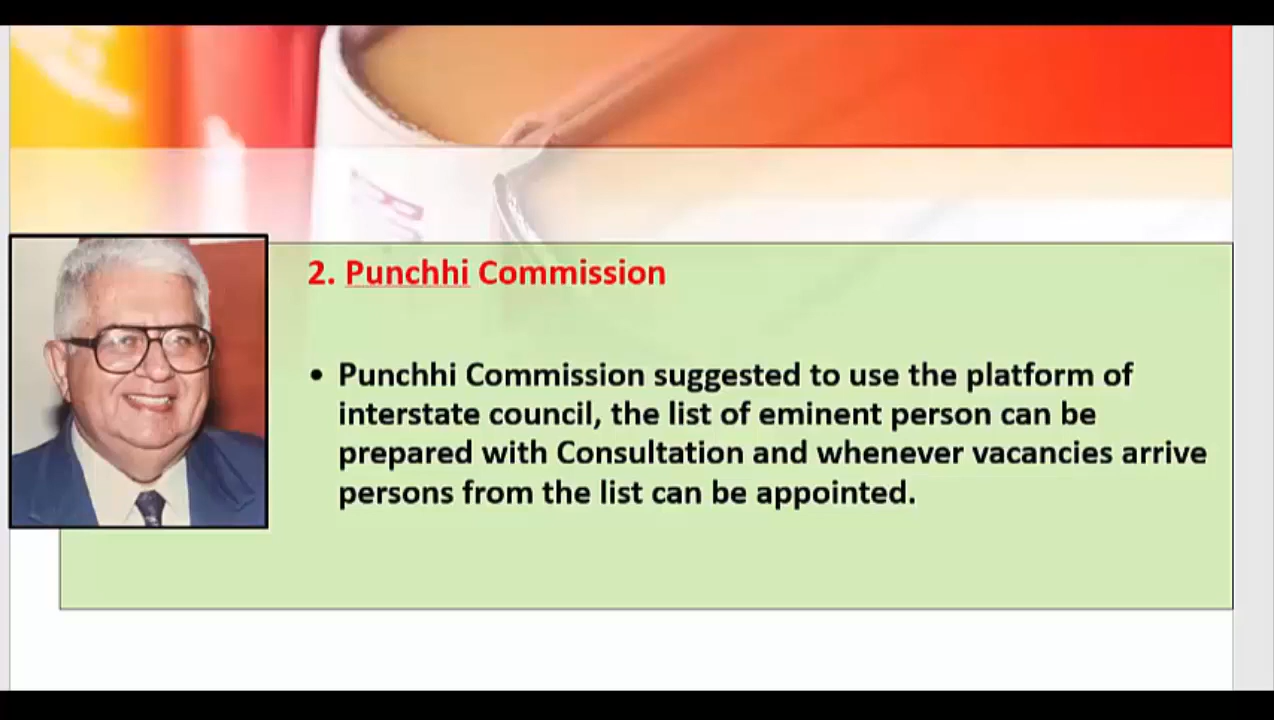 2. Punchhi Commission
• Punchhi Commission suggested to use the platform of
interstate council, the list of eminent person can be
prepared with Consultation and whenever vacancies arrive
persons from the list can be appointed.